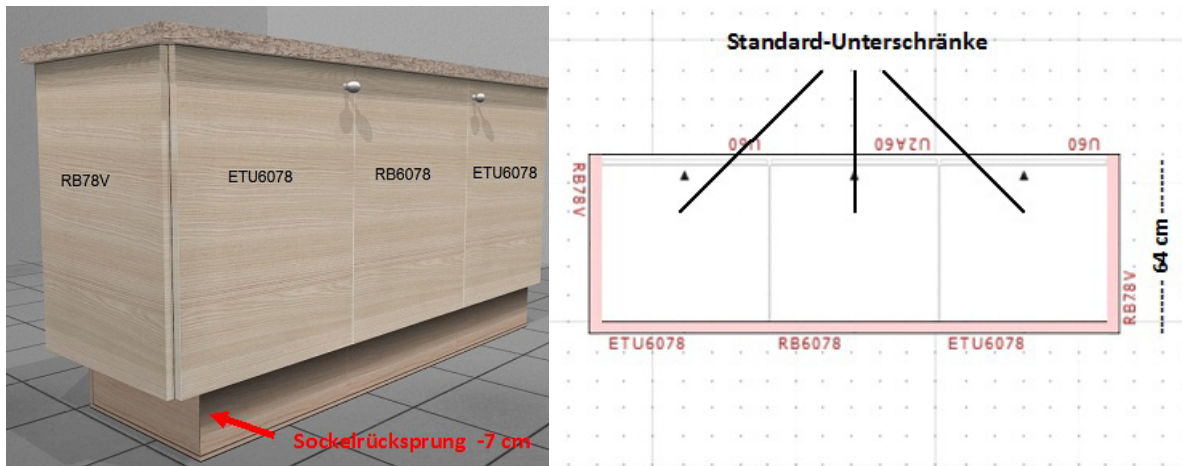 RB78V
ETU6078
RB6078
ETU6078
Sockelrücksprung -7 cm
Standard-Unterschränke
U60
U2A60
U60
RB78V
64 cm
RB78V
ETU6078
RB6078
ETU6078